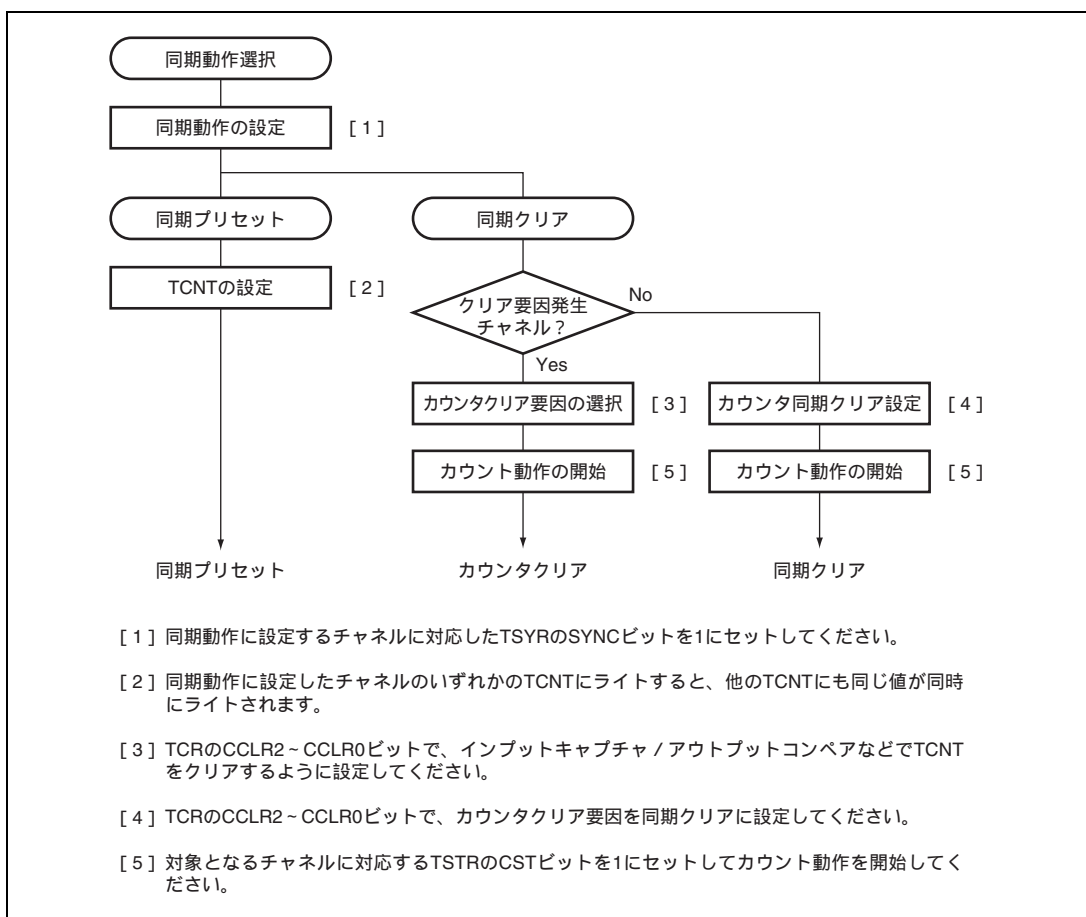 同期動作選択
同期動作の設定 [1]
同期プリセット 同期クリア
TCNTの設定 [2]
クリア要因発生
チャネル？
No
Yes
カウンタクリア要因の選択 [3] カウンタ同期クリア設定 [4]
カウント動作の開始 [5] カウント動作の開始 [5]
同期プリセット カウンタクリア 同期クリア
[1] 同期動作に設定するチャネルに対応したTSYRのSYNCビットを1にセットしてください。
[2] 同期動作に設定したチャネルのいずれかのTCNTにライトすると、他のTCNTにも同じ値が同時
にライトされます。
[3] TCRのCCLR2～CCLR0ビットで、インプットキャプチャ／アウトプットコンペアなどでTCNT
をクリアするように設定してください。
[4] TCRのCCLR2～CCLR0ビットで、カウンタクリア要因を同期クリアに設定してください。
[5] 対象となるチャネルに対応するTSTRのCSTビットを1にセットしてカウント動作を開始してく
ださい。